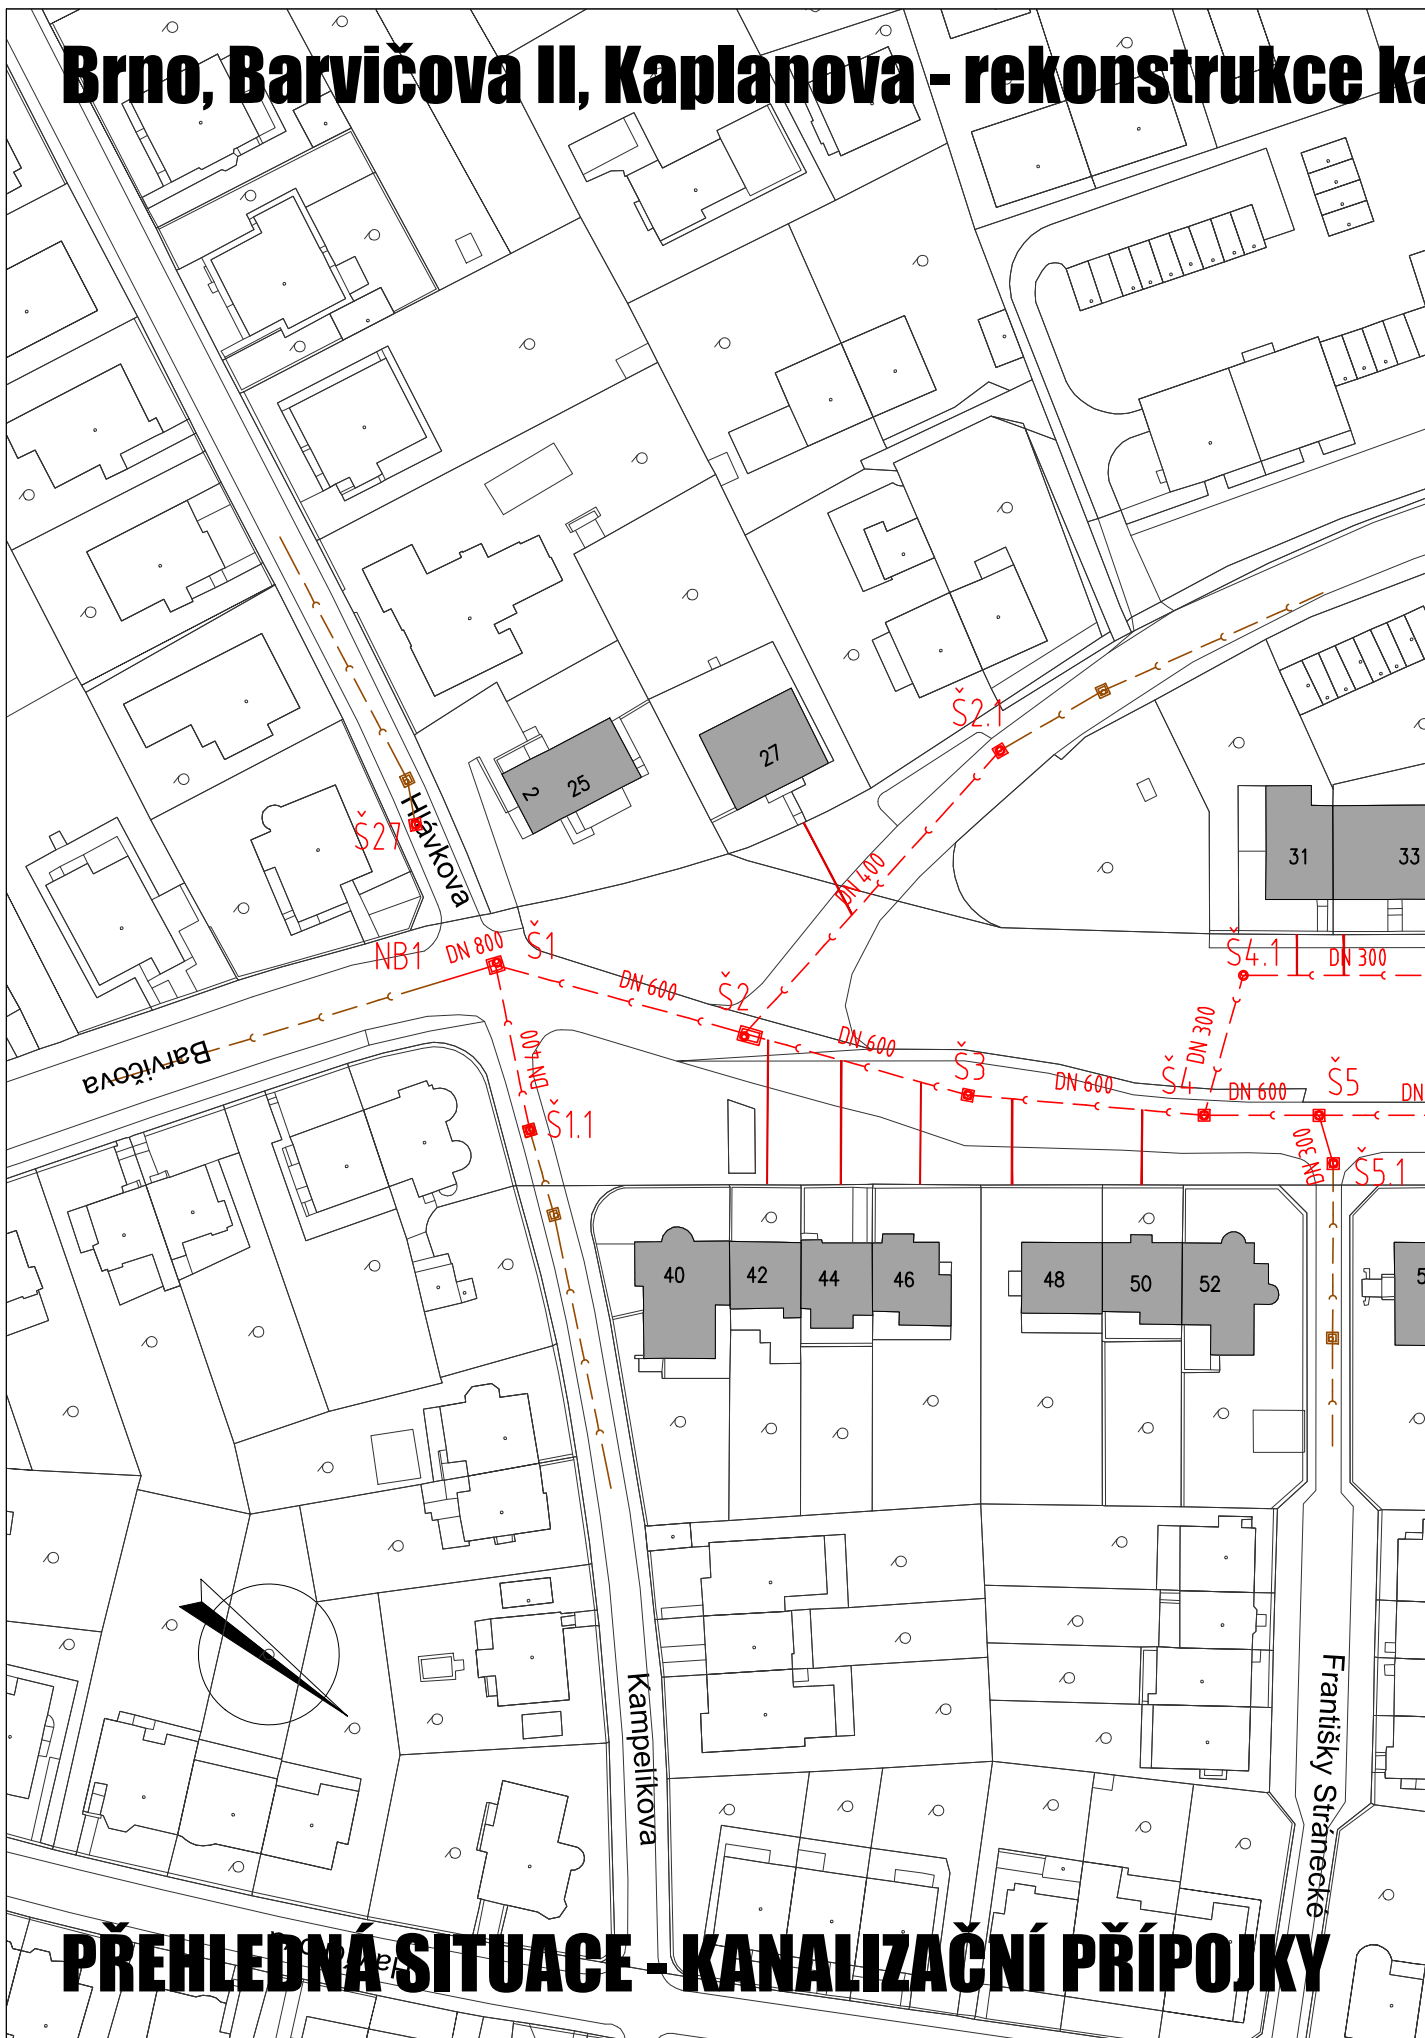 Brno, Barvičova II, Kaplanova - rekonstrukce ka
Š2.1
27
2
25
Hlávkova
Š27
31
33
DN 400
NB1
DN 800
Š1
Š4.1
DN 300
DN 600
Š2
DN 600
DN 300
Barvičova
DN 400
Š3
DN 600
Š4
DN 600
Š5
DN
Š1.1
DN 300
Š5.1
40
42
44
46
48
50
52
5
Kampelíkova
Františky Stránecké
PŘEHLEDNÁ SITUACE - KANALIZAČNÍ PŘÍPOJKY